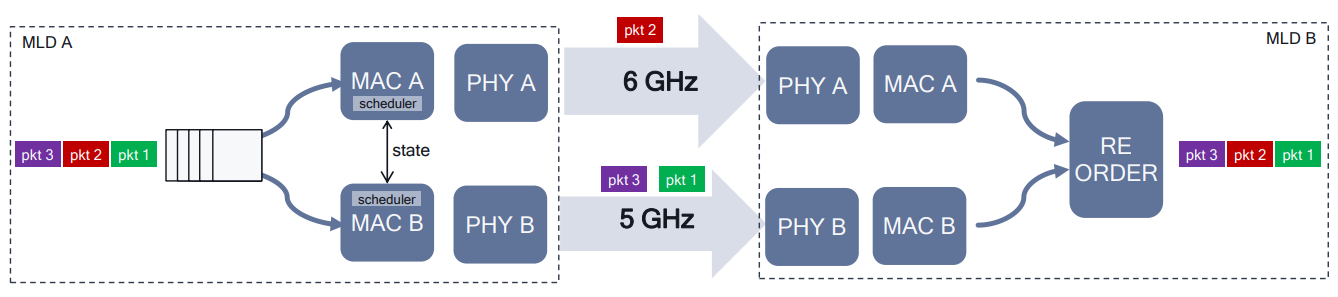 MLD A
pkt 3 pkt 2 pkt 1
MAC A
scheduler
PHY A
state
scheduler
MAC B
PHY B
pkt 2
6 GHz
pkt 3 pkt 1
5 GHz
MLD B
PHY A
MAC A
PHY B
MAC B
RE
ORDER
pkt 3 pkt 2 pkt 1